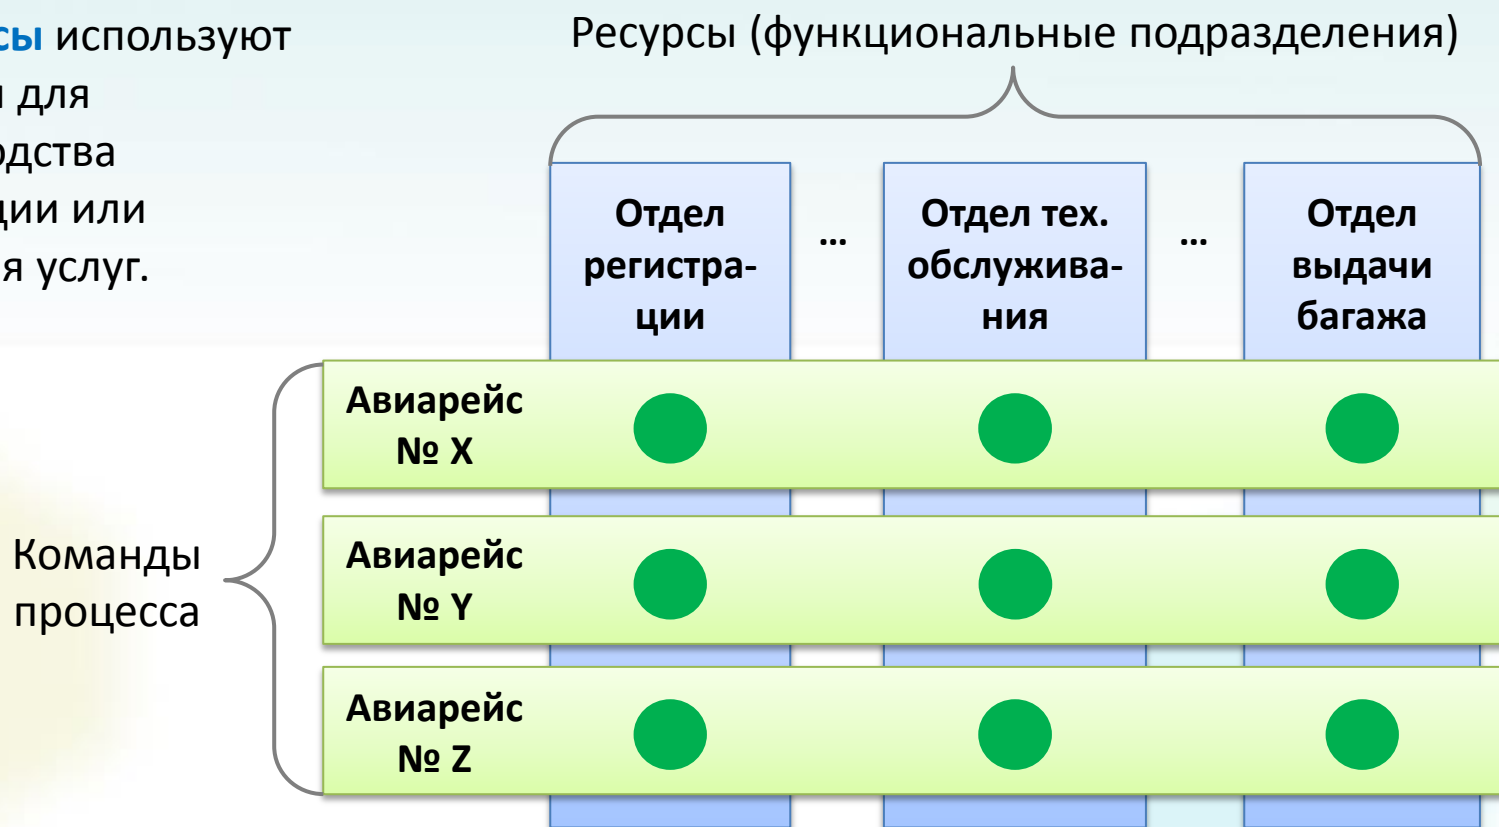 сы используют
для
одства
ции или
я услуг.
Ресурсы (функциональные подразделения)
Отдел
регистра-
ции
...
Отдел тех.
обслужива-
ния
...
Отдел
выдачи
багажа
Команды
процесса
Авиарейс
№ X
Авиарейс
№ Y
Авиарейс
№ Z